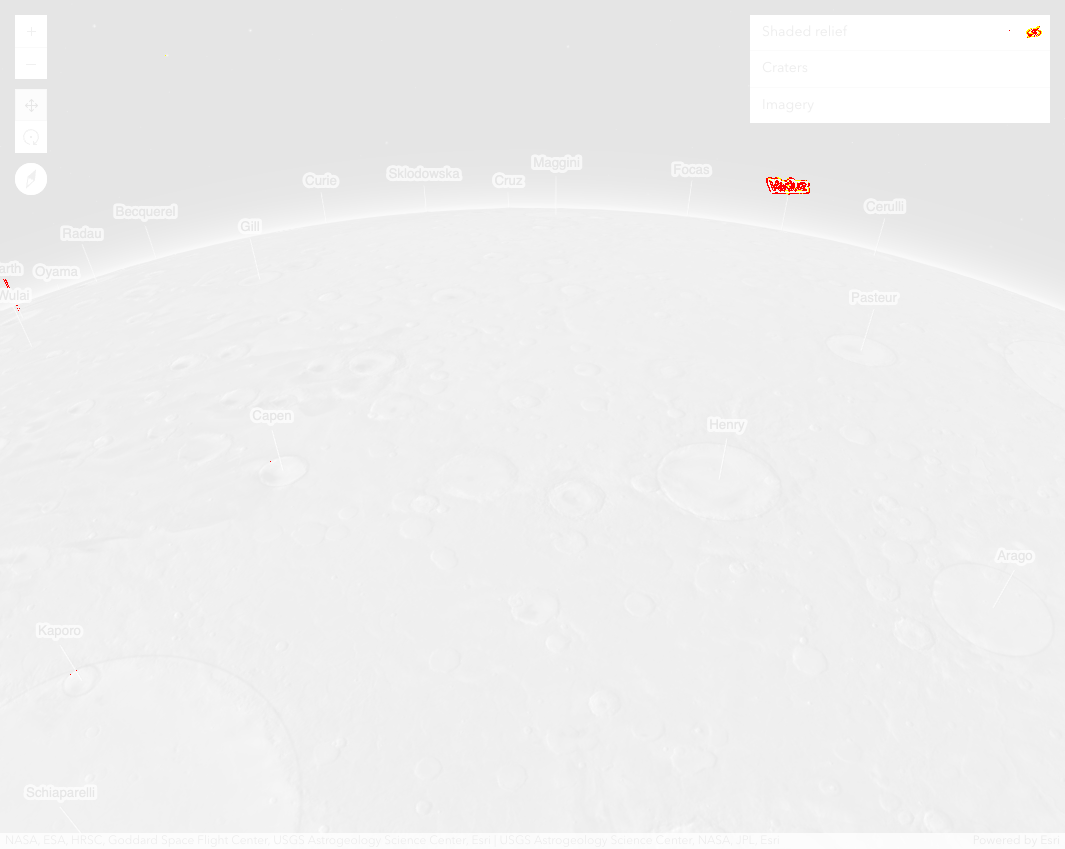 Shaded relief
Craters
Imagery
Maggini
Focas
Sklodowska
Curie
Cruz
Cerulli
Becquerel
Gill
Radau
Oyama
arth
Wulai
Pasteur
Capen
Henry
Arago
Kaporo
Schiaparelli
NASA, ESA, HRSC, Goddard Space Flight Center, USGS Astrogeology Science Center, Esri | USGS Astrogeology Science Center, NASA, JPL, Esri
Powered by Esri